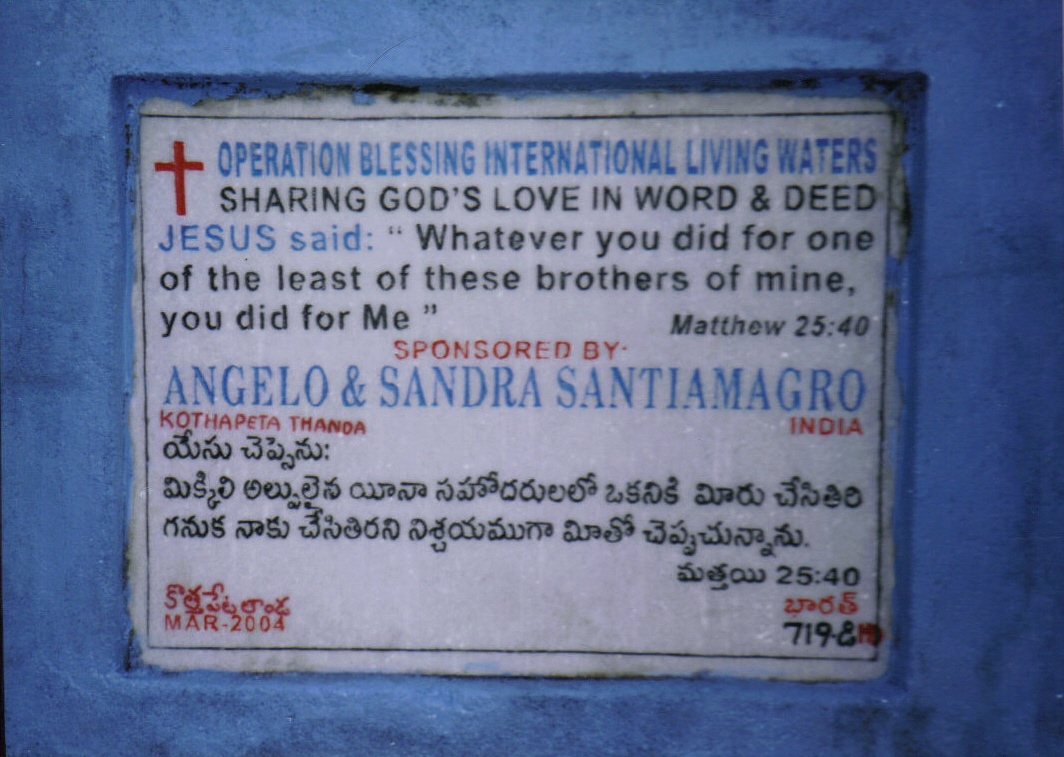 OPERATION BLESSING INTERNATIONAL LIVING WATERS
SHARING GOD'S LOVE IN WORD & DEED
JESUS said: " Whatever you did for one
of the least of these brothers of mine,
you did for Me " Matthew 25:40
SPONSORED BY·
ANGELO & SANDRA SANTIAMAGRO
KOTHAPETA THANDA INDIA
యేసు చెప్పెను:
మిక్కిలి అల్పులైన యీనా సహోదరులలో ఒకనికి మీరు చేసితిరి
గనుక నాకు చేసితిరని నిశ్చయముగా మీతో చెప్పుచున్నాను.
మత్తయి 25:40
కొత్తపేట తాండ భారత్
MAR-2004